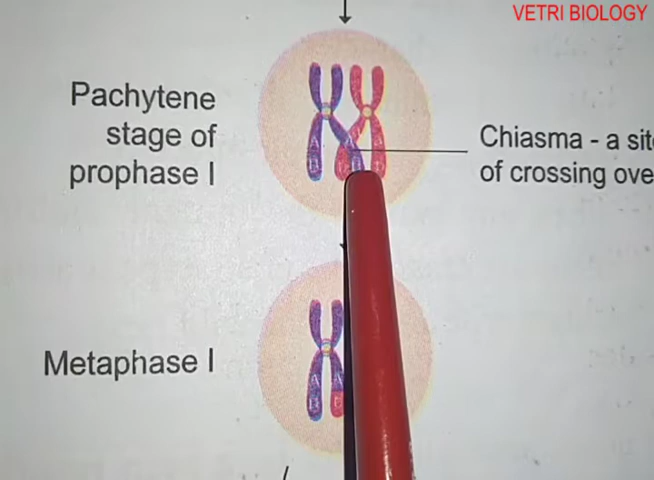 VETRI BIOLOGY
Pachytene
stage of
prophase I
Chiasma - a sit
of crossing ove
A
B
Metaphase I
A
B